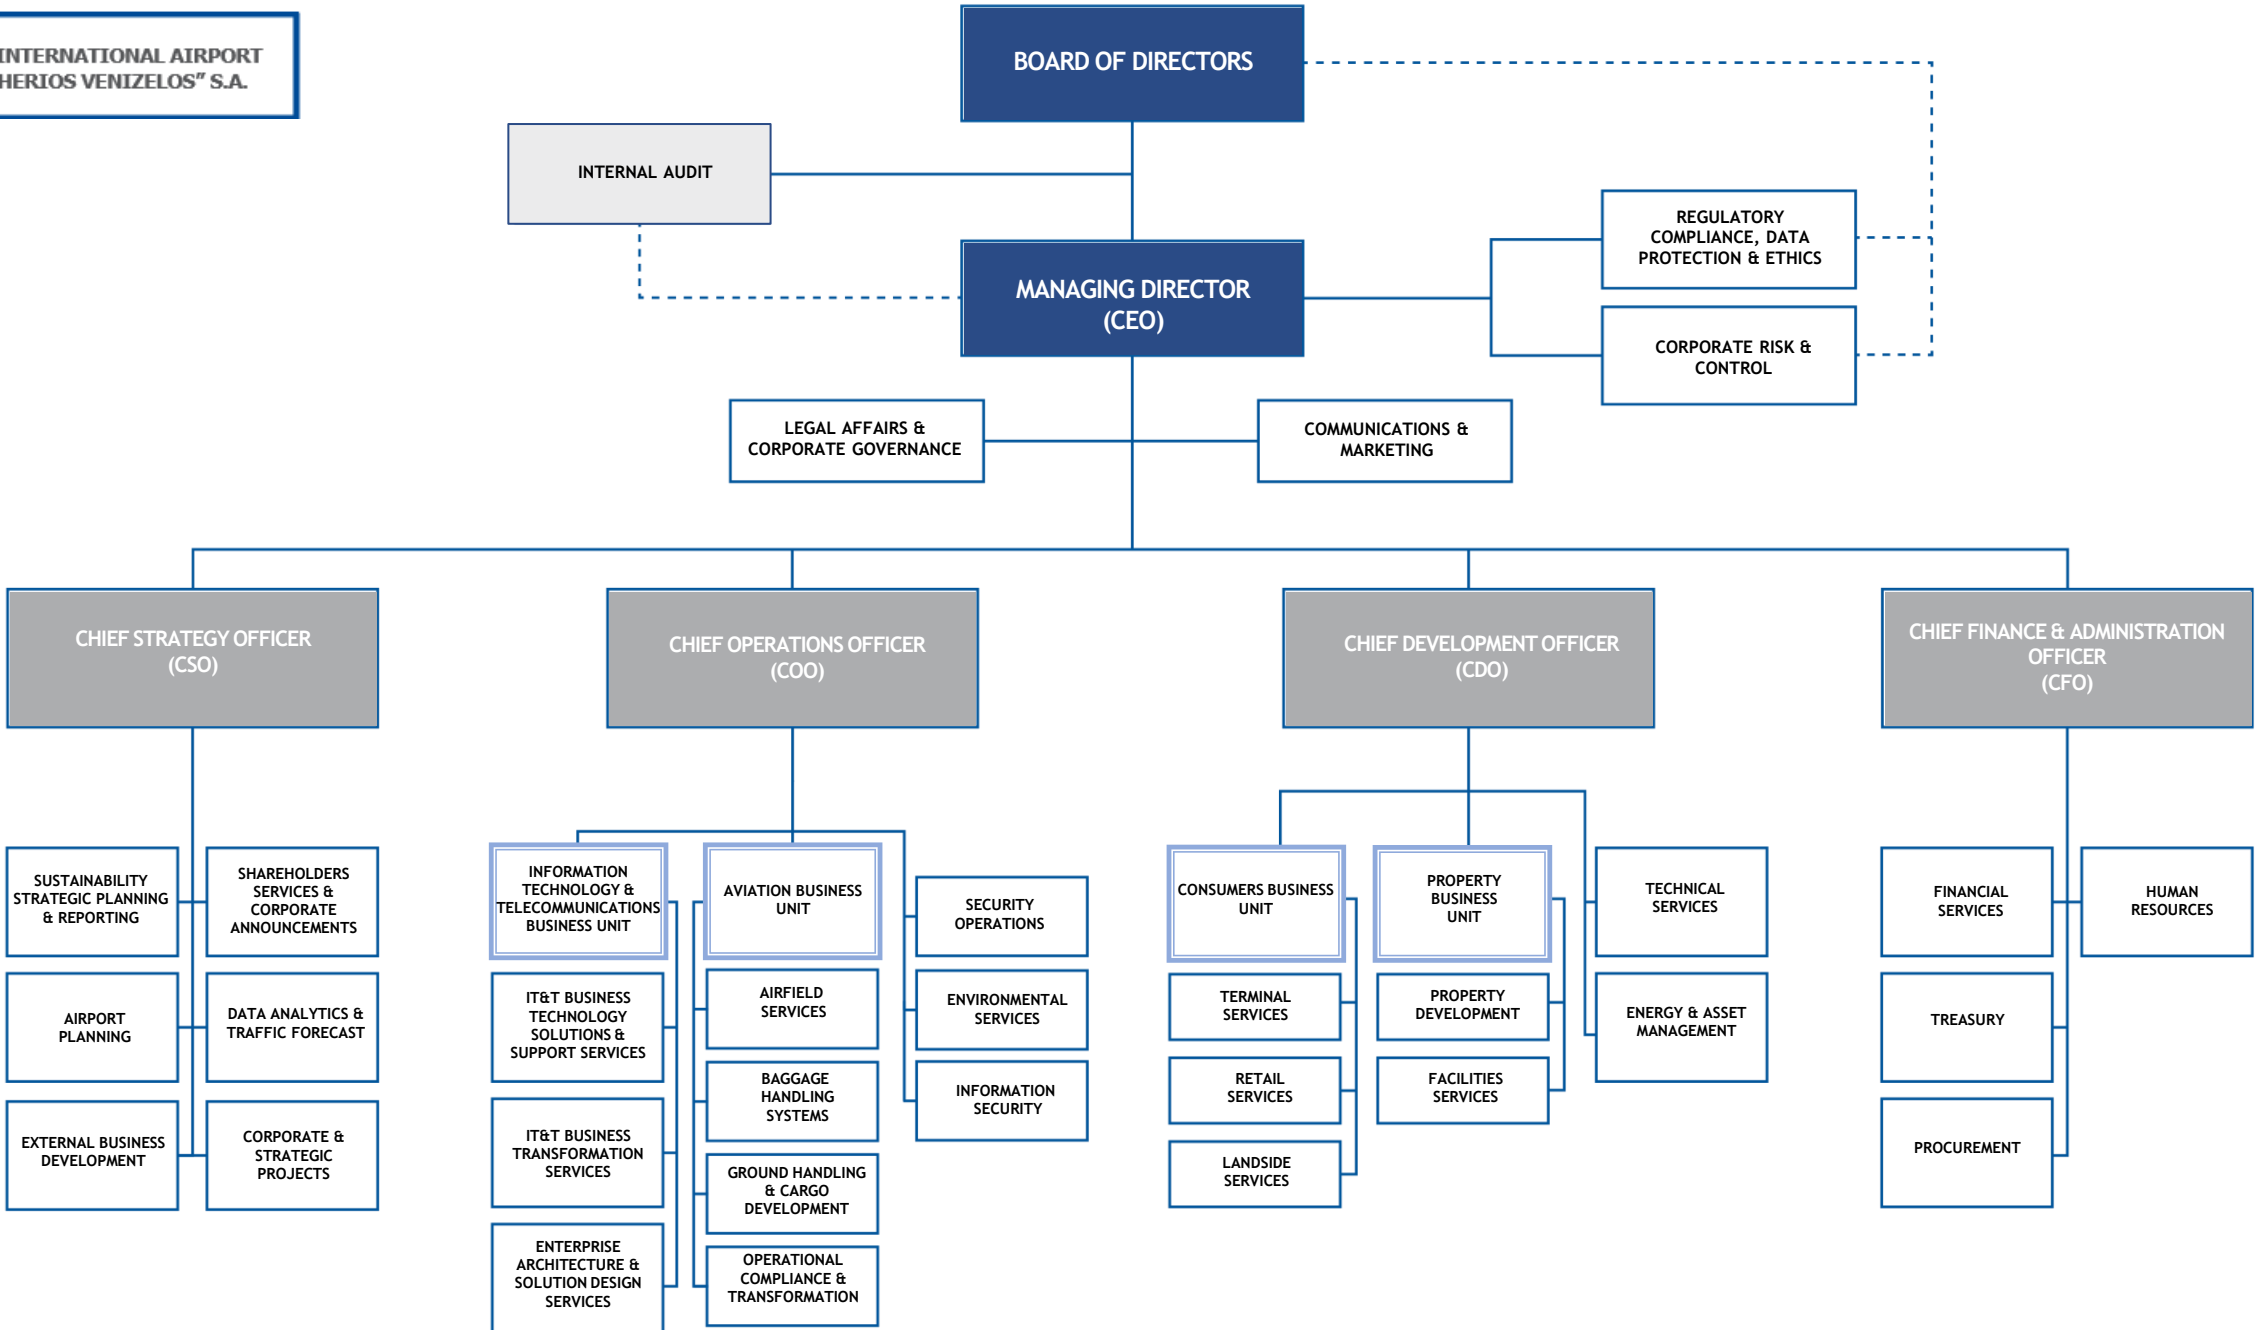 INTERNATIONAL AIRPORT
HERIOS VENIZELOS” S.A.
BOARD OF DIRECTORS
INTERNAL AUDIT
REGULATORY
COMPLIANCE, DATA
PROTECTION & ETHICS
MANAGING DIRECTOR
(CEO)
CORPORATE RISK &
CONTROL
LEGAL AFFAIRS &
CORPORATE GOVERNANCE
COMMUNICATIONS &
MARKETING
CHIEF STRATEGY OFFICER
(CSO)
CHIEF OPERATIONS OFFICER
(COO)
CHIEF DEVELOPMENT OFFICER
(CDO)
CHIEF FINANCE & ADMINISTRATION
OFFICER
(CFO)
SUSTAINABILITY
STRATEGIC PLANNING
& REPORTING
SHAREHOLDERS
SERVICES &
CORPORATE
ANNOUNCEMENTS
AIRPORT
PLANNING
DATA ANALYTICS &
TRAFFIC FORECAST
EXTERNAL BUSINESS
DEVELOPMENT
CORPORATE &
STRATEGIC
PROJECTS
INFORMATION
TECHNOLOGY &
TELECOMMUNICATIONS
BUSINESS UNIT
IT&T BUSINESS
TECHNOLOGY
SOLUTIONS &
SUPPORT SERVICES
IT&T BUSINESS
TRANSFORMATION
SERVICES
ENTERPRISE
ARCHITECTURE &
SOLUTION DESIGN
SERVICES
AVIATION BUSINESS
UNIT
AIRFIELD
SERVICES
BAGGAGE
HANDLING
SYSTEMS
GROUND HANDLING
& CARGO
DEVELOPMENT
OPERATIONAL
COMPLIANCE &
TRANSFORMATION
SECURITY
OPERATIONS
ENVIRONMENTAL
SERVICES
INFORMATION
SECURITY
CONSUMERS BUSINESS
UNIT
TERMINAL
SERVICES
RETAIL
SERVICES
LANDSIDE
SERVICES
PROPERTY
BUSINESS
UNIT
PROPERTY
DEVELOPMENT
FACILITIES
SERVICES
TECHNICAL
SERVICES
ENERGY & ASSET
MANAGEMENT
FINANCIAL
SERVICES
HUMAN
RESOURCES
TREASURY
PROCUREMENT